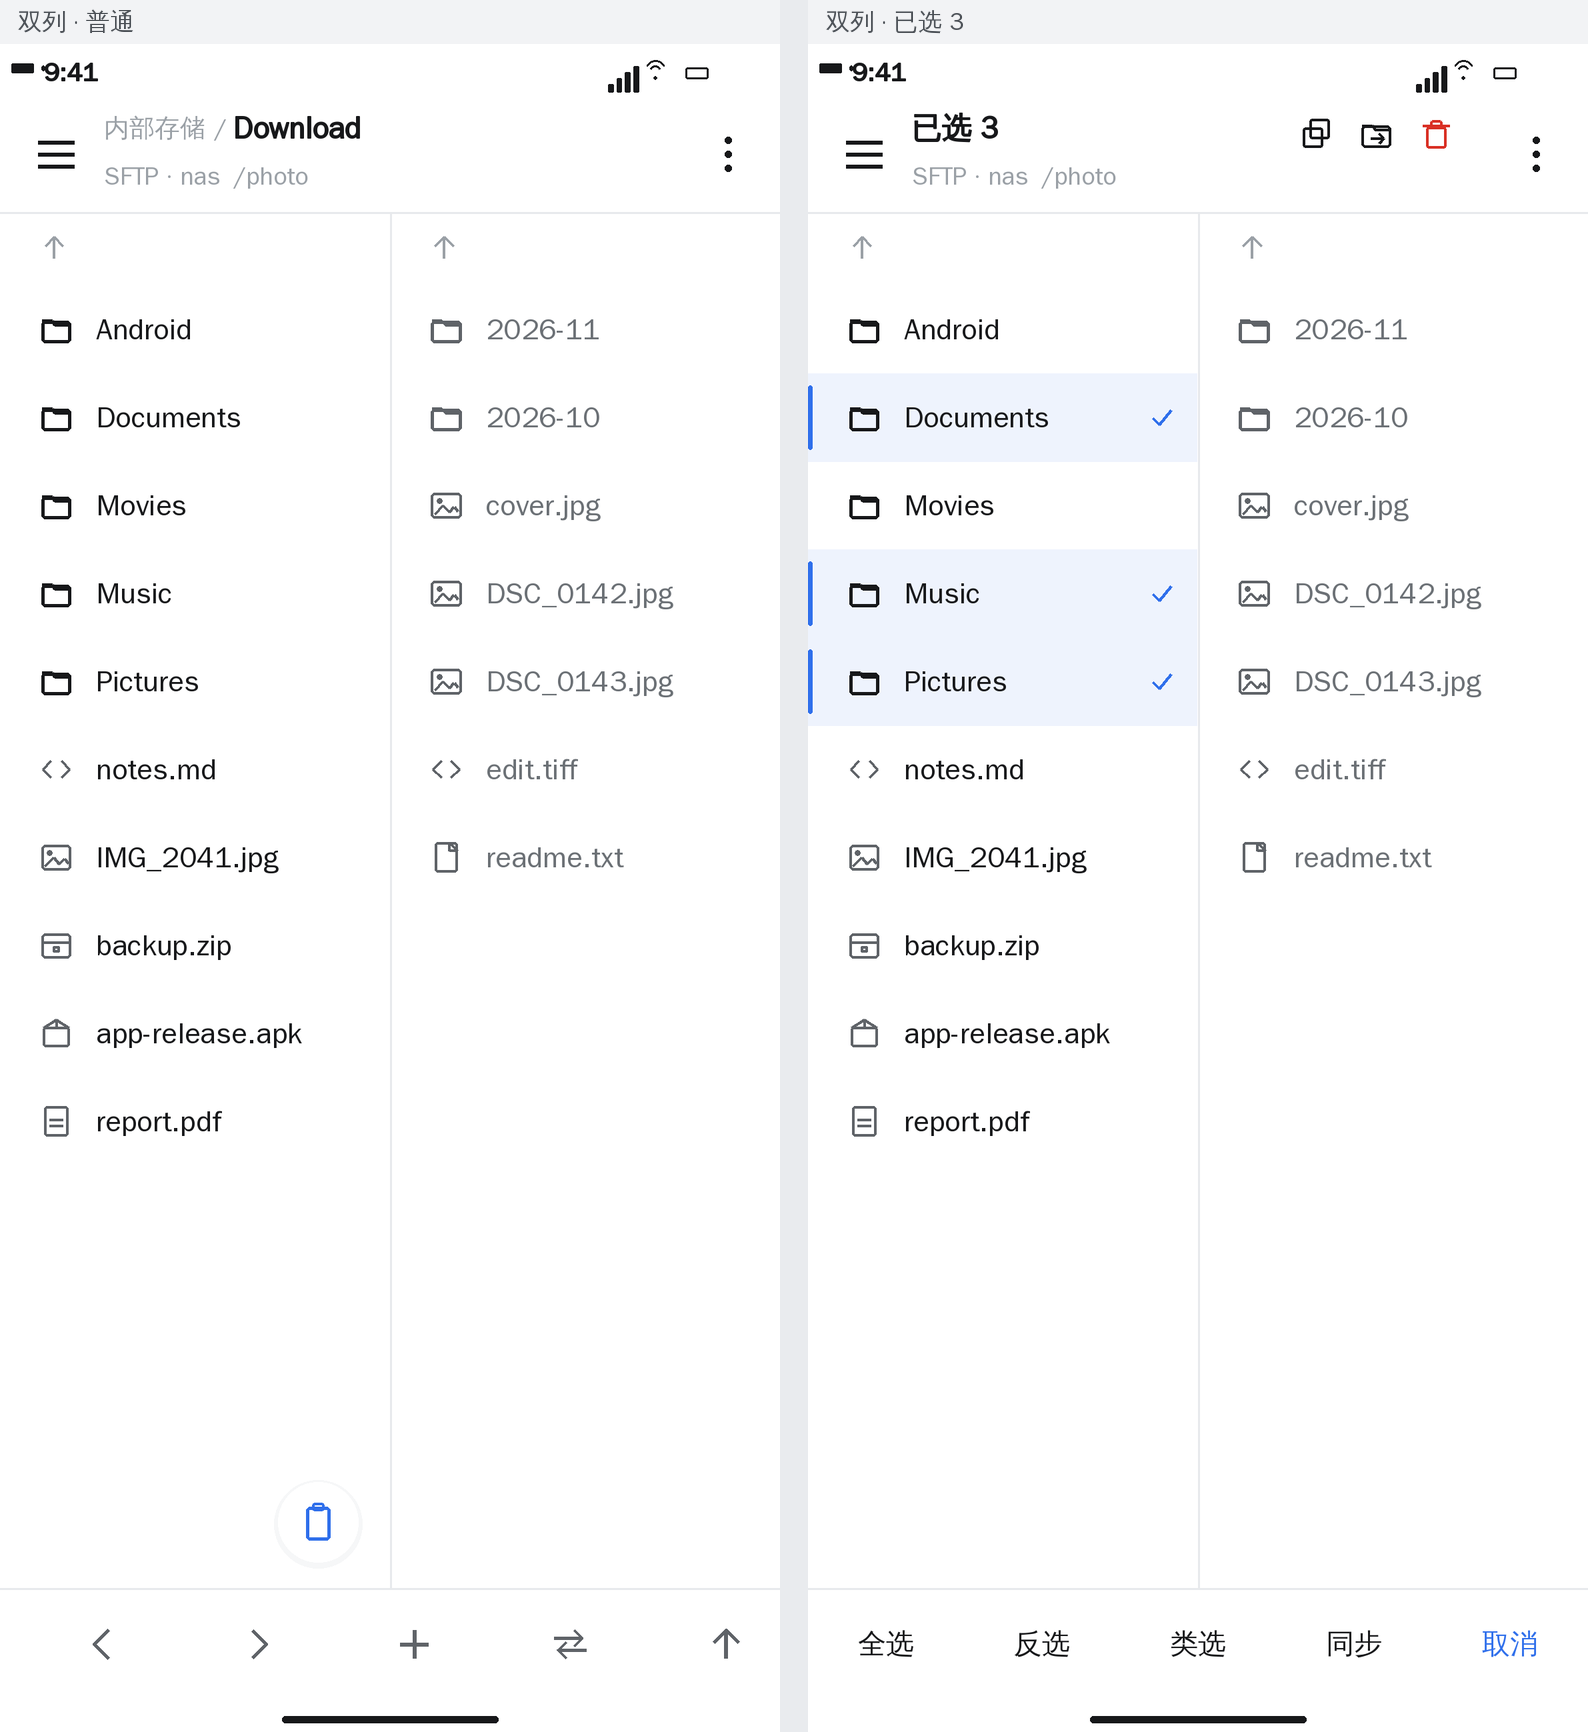 双列 · 普通
9:41
内部存储 / Download
SFTP · nas /photo
Android
Documents
Movies
Music
Pictures
notes.md
IMG_2041.jpg
backup.zip
app-release.apk
report.pdf
2026-11
2026-10
cover.jpg
DSC_0142.jpg
DSC_0143.jpg
edit.tiff
readme.txt
双列 · 已选 3
9:41
已选 3
SFTP · nas /photo
Android
Documents
Movies
Music
Pictures
notes.md
IMG_2041.jpg
backup.zip
app-release.apk
report.pdf
2026-11
2026-10
cover.jpg
DSC_0142.jpg
DSC_0143.jpg
edit.tiff
readme.txt
全选 反选 类选 同步 取消